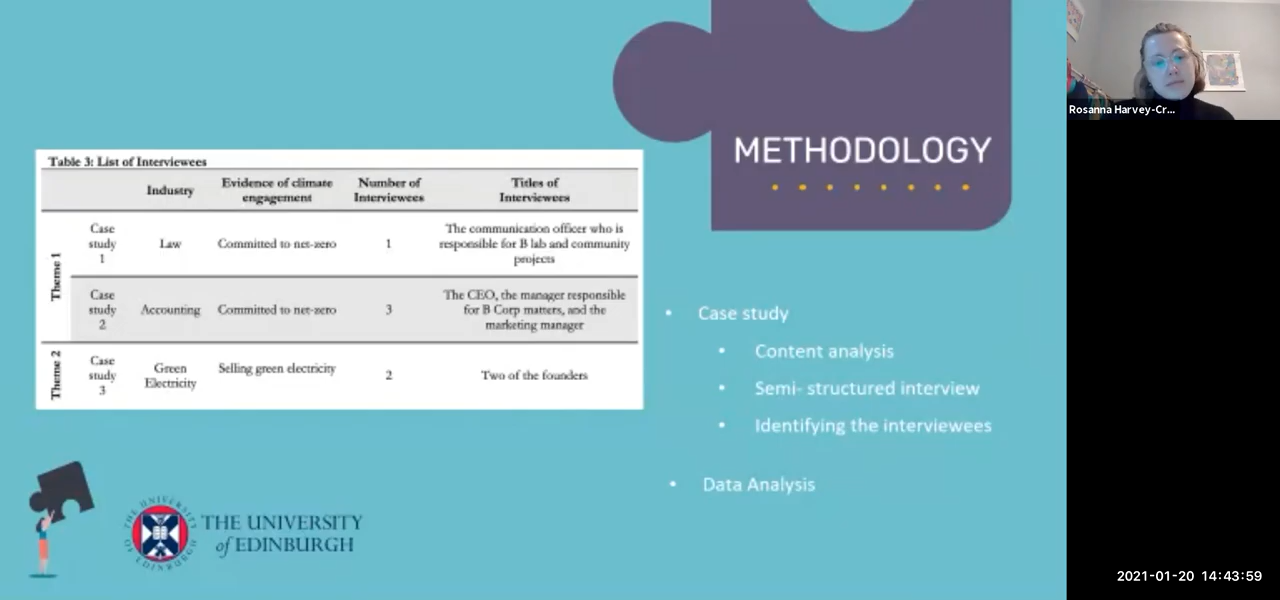 METHODOLOGY
Table 3: List of Interviewees
Industry
Evidence of climate
engagement
Number of
Interviewees
Titles of
Interviewees
Theme 1
Case
study
1
Law
Committed to net-zero
1
The communication officer who is
responsible for B lab and community
projects
Case
study
2
Accounting
Committed to net-zero
3
The CEO, the manager responsible
for B Corp matters, and the
marketing manager
Theme 2
Case
study
3
Green
Electricity
Selling green electricity
2
Two of the founders
• Case study
• Content analysis
• Semi- structured interview
• Identifying the interviewees
• Data Analysis
THE UNIVERSITY
of EDINBURGH
THE UNIVERSITY OF EDINBURGH
Rosanna Harvey-Cr...
2021-01-20 14:43:59